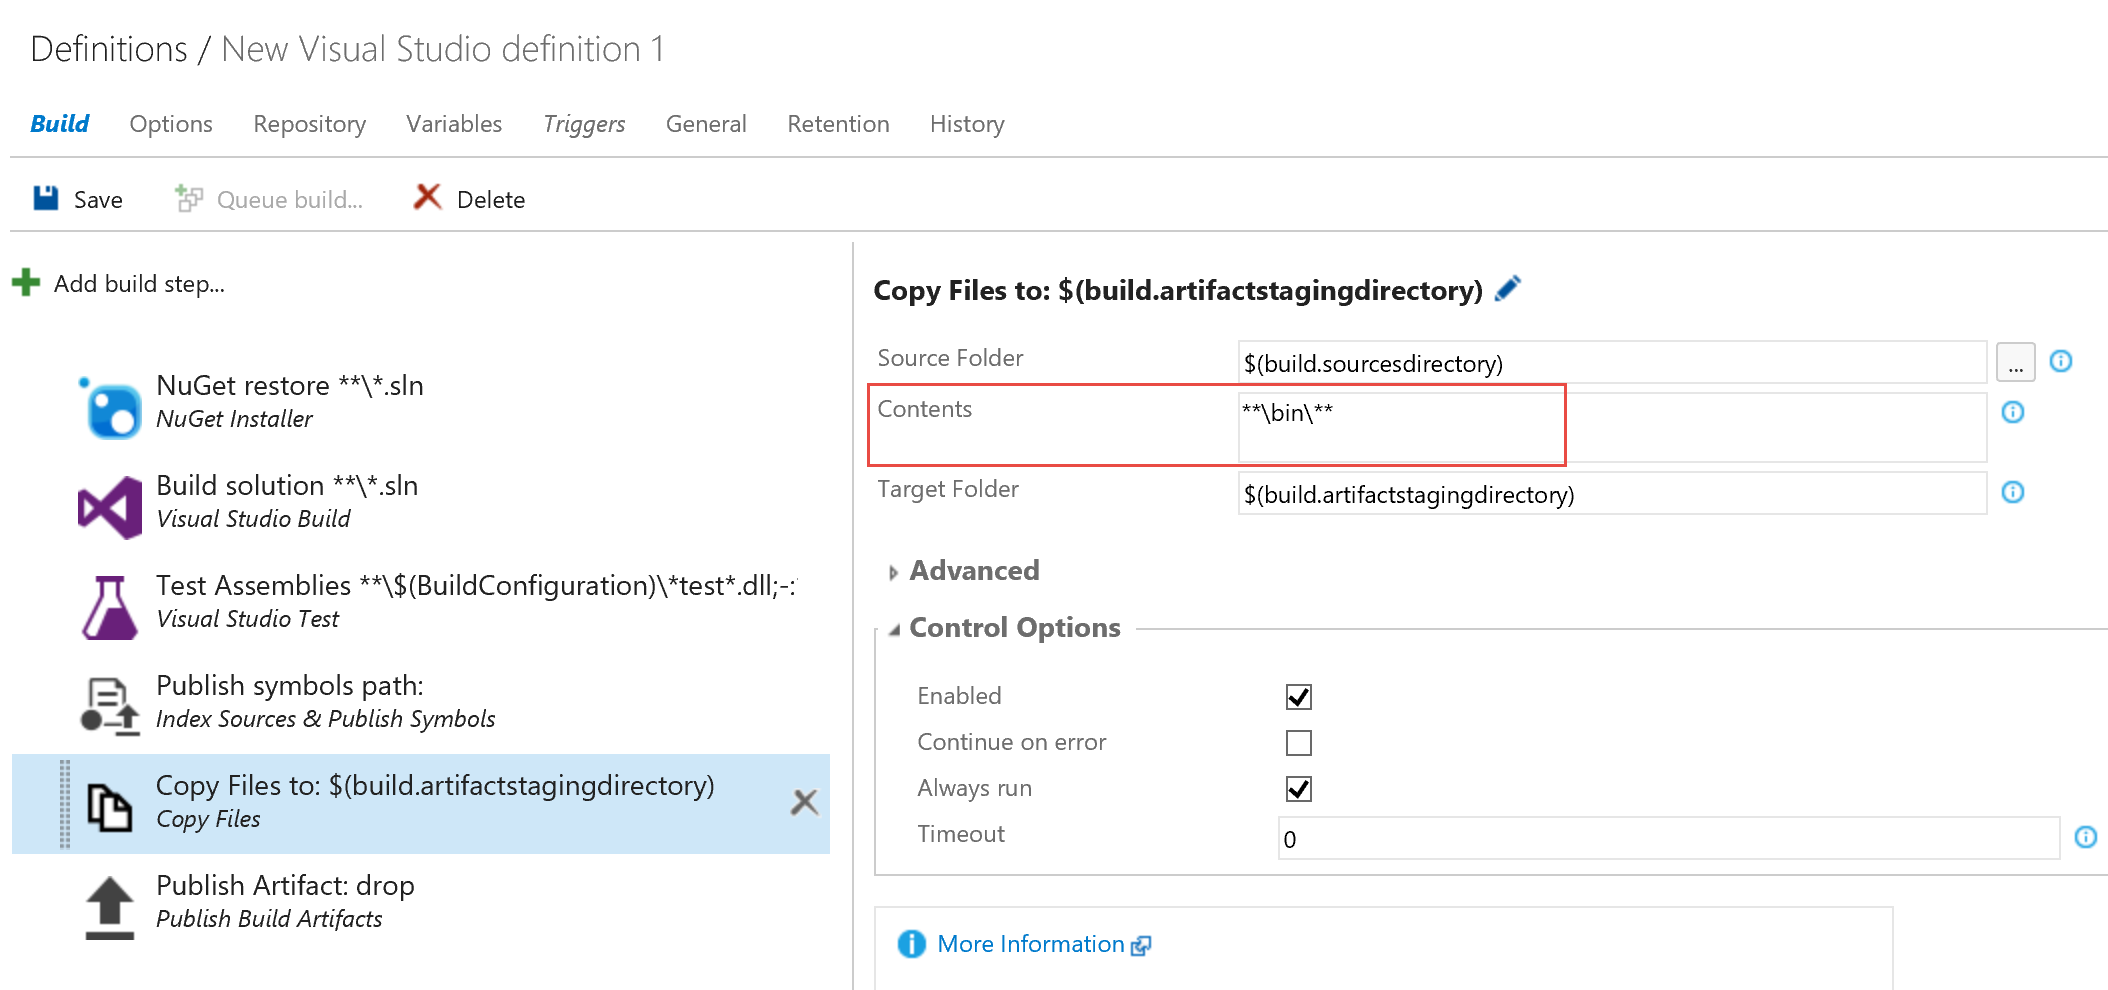 Definitions / New Visual Studio definition 1
Build Options Repository Variables Triggers General Retention History
Save Queue build... Delete
Add build step...
NuGet restore **\*.sln
NuGet Installer
Build solution **\*.sln
Visual Studio Build
Test Assemblies **\$(BuildConfiguration)\*test*.dll;-:
Visual Studio Test
Publish symbols path:
Index Sources & Publish Symbols
Copy Files to: $(build.artifactstagingdirectory)
Copy Files
Publish Artifact: drop
Publish Build Artifacts
Copy Files to: $(build.artifactstagingdirectory)
Source Folder $(build.sourcesdirectory) ...
Contents **\bin\**
Target Folder $(build.artifactstagingdirectory)
Advanced
Control Options
Enabled
Continue on error
Always run
Timeout 0
More Information